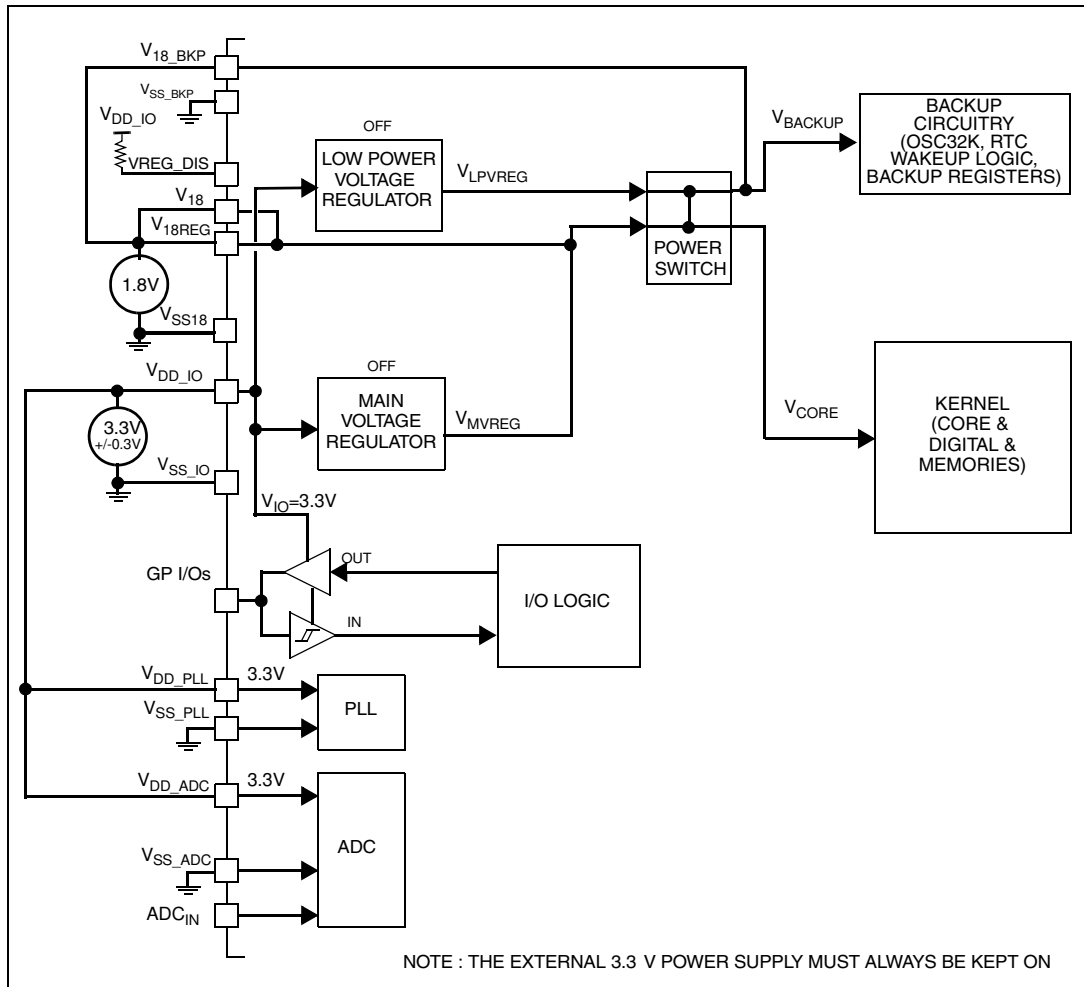 V18_BKP
VSS_BKP
VDD_IO
VREG_DIS
V18
V18REG
1.8V
VSS18
VDD_IO
3.3V
+/-0.3V
VSS_IO
OFF
LOW POWER
VOLTAGE
REGULATOR
VLPVREG
POWER
SWITCH
VBACKUP
BACKUP
CIRCUITRY
(OSC32K, RTC
WAKEUP LOGIC,
BACKUP REGISTERS)
OFF
MAIN
VOLTAGE
REGULATOR
VMVREG
VCORE
KERNEL
(CORE &
DIGITAL &
MEMORIES)
VIO=3.3V
GP I/Os
OUT
IN
I/O LOGIC
VDD_PLL
3.3V
VSS_PLL
PLL
VDD_ADC
3.3V
VSS_ADC
ADCIN
ADC
NOTE : THE EXTERNAL 3.3 V POWER SUPPLY MUST ALWAYS BE KEPT ON